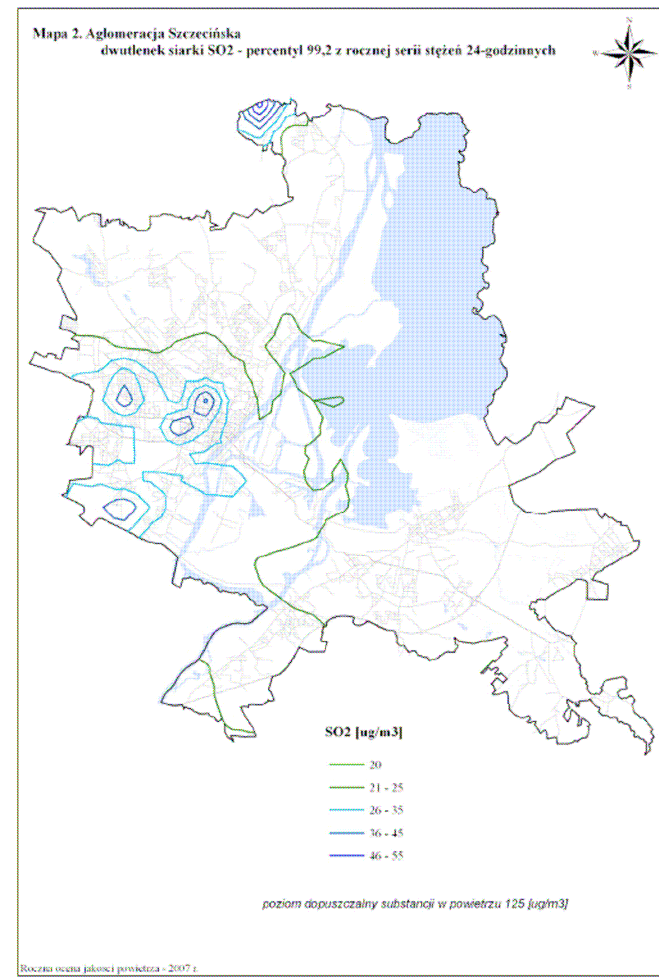 Mapa 2. Aglomeracja Szczecińska
dwutlenek siarki SO2 - percentyl 99,2 z rocznej serii stężeń 24-godzinnych
N
W
E
S
SO2 [ug/m3]
20
21 - 25
26 - 35
36 - 45
46 - 55
poziom dopuszczalny substancji w powietrzu 125 [ug/m3]
Roczna ocena jakosci powietrza - 2007 r.